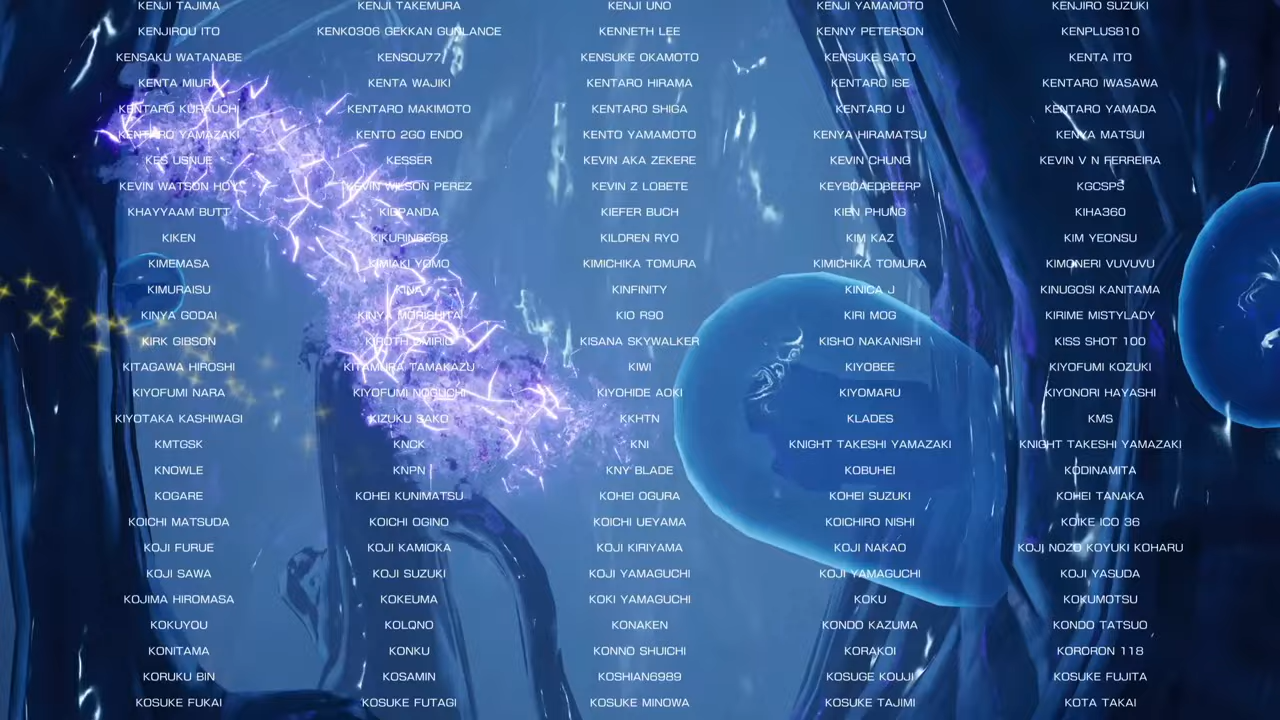 KENJI TAJIMA KENJI TAKEMURA KENJI UNO KENJI YAMAMOTO KENJIRO SUZUKI
KENJIROU ITO KENK0306 GEKKAN GUNLANCE KENNETH LEE KENNY PETERSON KENPLUS810
KENSAKU WATANABE KENSOU77 KENSUKE OKAMOTO KENSUKE SATO KENTA ITO
KENTA MIURA KENTA WAJIKI KENTARO HIRAMA KENTARO ISE KENTARO IWASAWA
KENTARO KURAUCHI KENTARO MAKIMOTO KENTARO SHIGA KENTARO U KENTARO YAMADA
KENTARO YAMAZAKI KENTO 2GO ENDO KENTO YAMAMOTO KENYA HIRAMATSU KENYA MATSUI
KES USNUE KESSER KEVIN AKA ZEKERE KEVIN CHUNG KEVIN V N FERREIRA
KEVIN WATSON HOY KEVIN WILSON PEREZ KEVIN Z LOBETE KEYBOAEDBEERP KGCSPS
KHAYYAAM BUTT KIDPANDA KIEFER BUCH KIEN PHUNG KIHA360
KIKEN KIKURIN6668 KILDREN RYO KIM KAZ KIM YEONSU
KIMEMASA KIMIAKI YOMO KIMICHIKA TOMURA KIMICHIKA TOMURA KIMONERI VUVUVU
KIMURAISU KINA KINFINITY KINICA J KINUGOSI KANITAMA
KINYA GODAI KINYA MORISHITA KIO R90 KIRI MOG KIRIME MISTYLADY
KIRK GIBSON KIROTH KISANA SKYWALKER KISHO NAKANISHI KISS SHOT 100
KITAGAWA HIROSHI KITAMURA TAMAKAZU KIWI KIYOBEE KIYOFUMI KOZUKI
KIYOFUMI NARA KIYOFUMI NOGUCHI KIYOHIDE AOKI KIYOMARU KIYONORI HAYASHI
KIYOTAKA KASHIWAGI KIZUKU SAKO KKHTN KLADES KMS
KMTGSK KNCK KNI KNIGHT TAKESHI YAMAZAKI KNIGHT TAKESHI YAMAZAKI
KNOWLE KNPN KNY BLADE KOBUHEI KODINAMITA
KOGARE KOHEI KUNIMATSU KOHEI OGURA KOHEI SUZUKI KOHEI TANAKA
KOICHI MATSUDA KOICHI OGINO KOICHI UEYAMA KOICHIRO NISHI KOIKE ICO 36
KOJI FURUE KOJI KAMIOKA KOJI KIRIYAMA KOJI NAKAO KOJI NOZO KOYUKI KOHARU
KOJI SAWA KOJI SUZUKI KOJI YAMAGUCHI KOJI YAMAGUCHI KOJI YASUDA
KOJIMA HIROMASA KOKEUMA KOKI YAMAGUCHI KOKU KOKUMOTSU
KOKUYOU KOLQNO KONAKEN KONDO KAZUMA KONDO TATSUO
KONITAMA KONKU KONNO SHUICHI KORAKOI KORORON 118
KORUKU BIN KOSAMIN KOSHIAN6989 KOSUGE KOUJI KOSUKE FUJITA
KOSUKE FUKAI KOSUKE FUTAGI KOSUKE MINOWA KOSUKE TAJIMI KOTA TAKAI